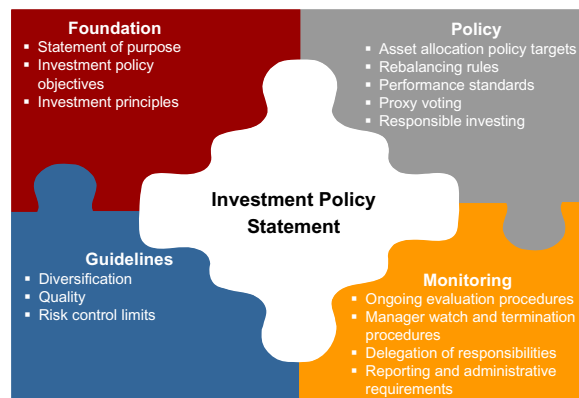 Foundation
▪ Statement of purpose
▪ Investment policy
objectives
▪ Investment principles
Policy
▪ Asset allocation policy targets
▪ Rebalancing rules
▪ Performance standards
▪ Proxy voting
▪ Responsible investing
Investment Policy
Statement
Guidelines
▪ Diversification
▪ Quality
▪ Risk control limits
Monitoring
▪ Ongoing evaluation procedures
▪ Manager watch and termination
procedures
▪ Delegation of responsibilities
▪ Reporting and administrative
requirements